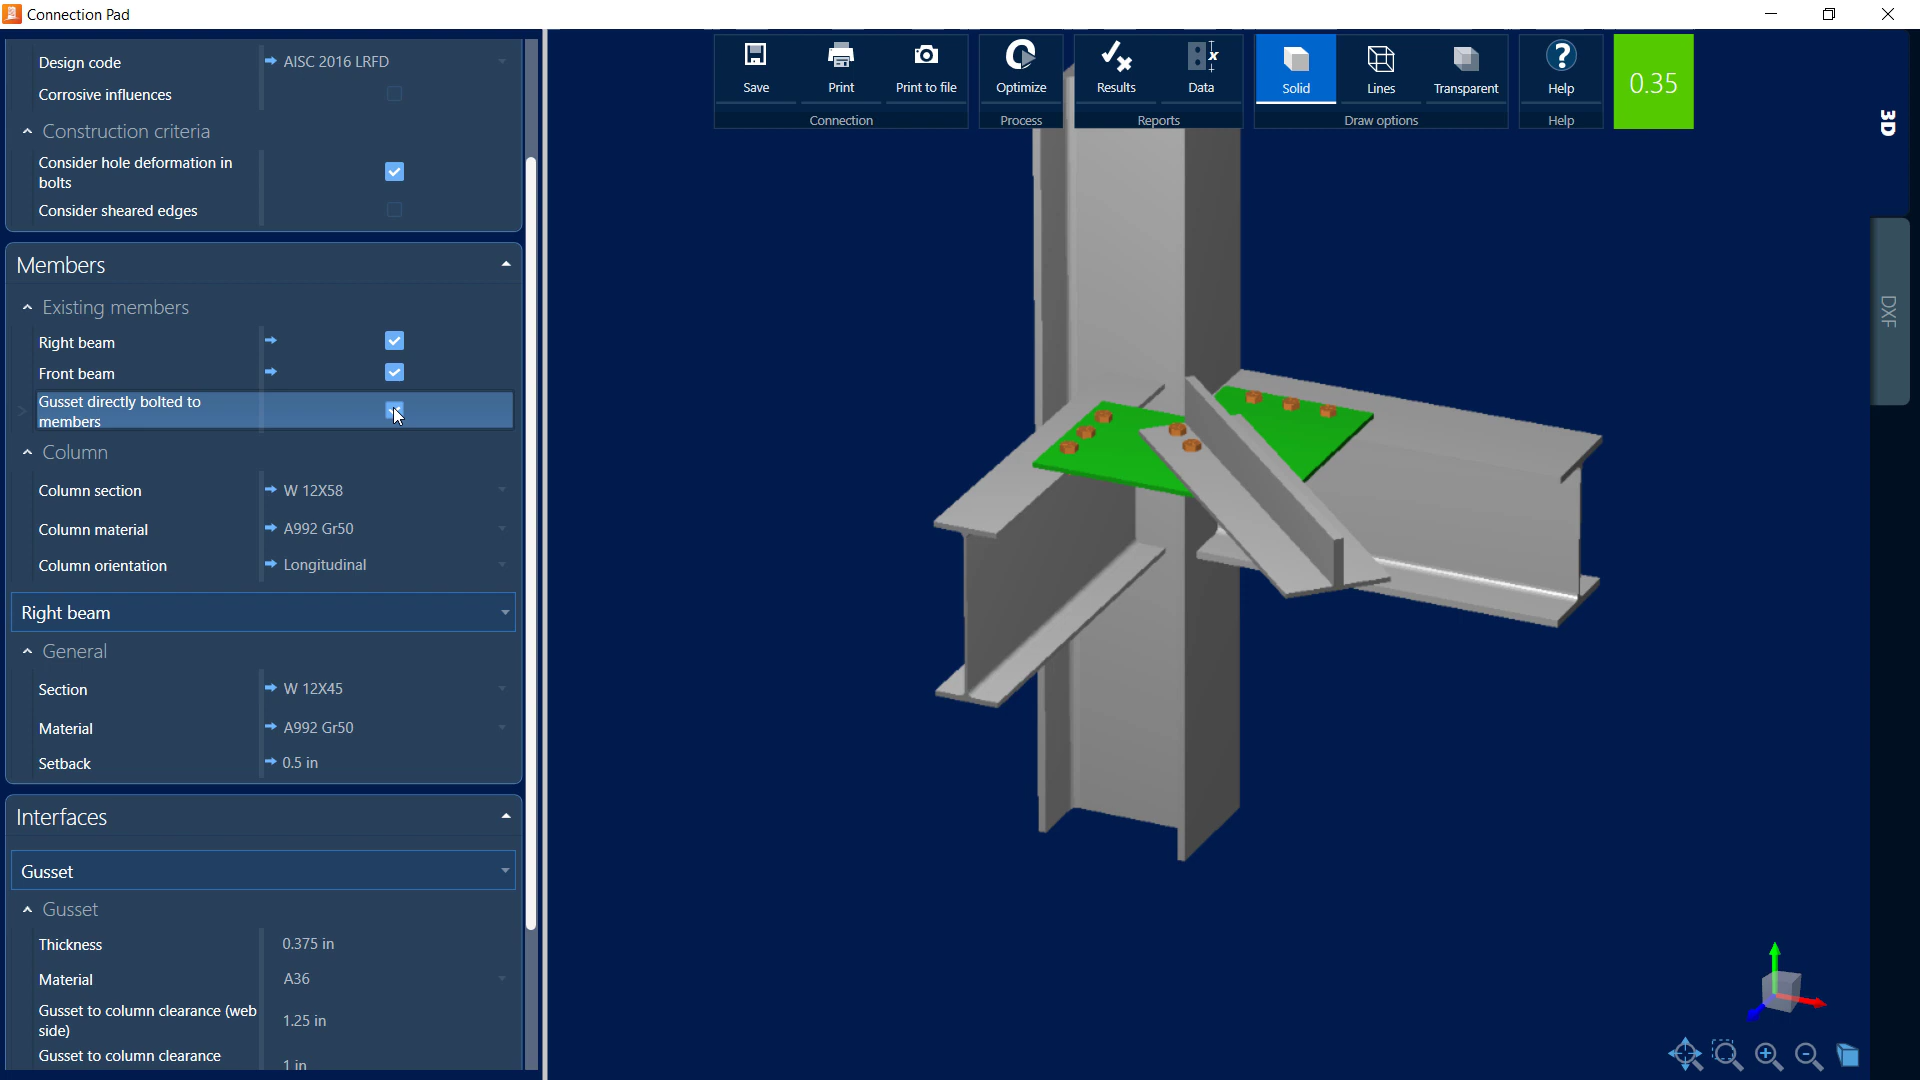 Connection Pad
Design code
AISC 2016 LRFD
Corrosive influences
Construction criteria
Consider hole deformation in
bolts
Consider sheared edges
Members
Existing members
Right beam
Front beam
Gusset directly bolted to
members
Column
Column section
W 12X58
Column material
A992 Gr50
Column orientation
Longitudinal
Right beam
General
Section
W 12X45
Material
A992 Gr50
Setback
0.5 in
Interfaces
Gusset
Gusset
Thickness
0.375 in
Material
A36
Gusset to column clearance (web
side)
1.25 in
Gusset to column clearance
1 in
Save
Print
Print to file
Connection
Optimize
Process
Results
Data
Reports
Solid
Lines
Transparent
Draw options
Help
Help
0.35
3D
DXF